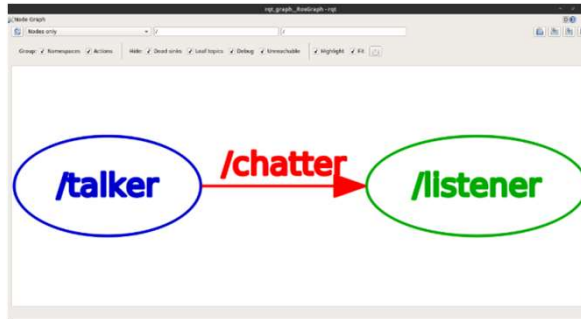 rqt_graph__RosGraph - rqt
Node Graph
Nodes only / /
Group: Namespaces Actions Hide: Dead sinks Leaf topics Debug Unreachable Highlight Fit
/talker /chatter /listener